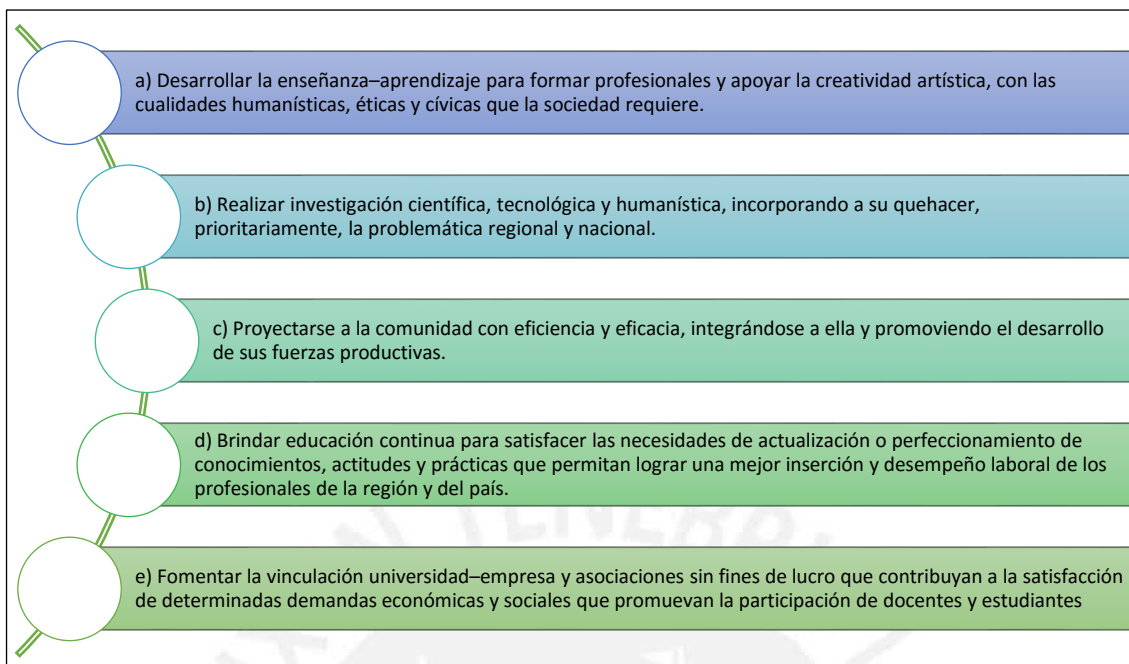 a) Desarrollar la enseñanza–aprendizaje para formar profesionales y apoyar la creatividad artística, con las
cualidades humanísticas, éticas y cívicas que la sociedad requiere.
b) Realizar investigación científica, tecnológica y humanística, incorporando a su quehacer,
prioritariamente, la problemática regional y nacional.
c) Proyectarse a la comunidad con eficiencia y eficacia, integrándose a ella y promoviendo el desarrollo
de sus fuerzas productivas.
d) Brindar educación continua para satisfacer las necesidades de actualización o perfeccionamiento de
conocimientos, actitudes y prácticas que permitan lograr una mejor inserción y desempeño laboral de los
profesionales de la región y del país.
e) Fomentar la vinculación universidad–empresa y asociaciones sin fines de lucro que contribuyan a la satisfacción
de determinadas demandas económicas y sociales que promuevan la participación de docentes y estudiantes